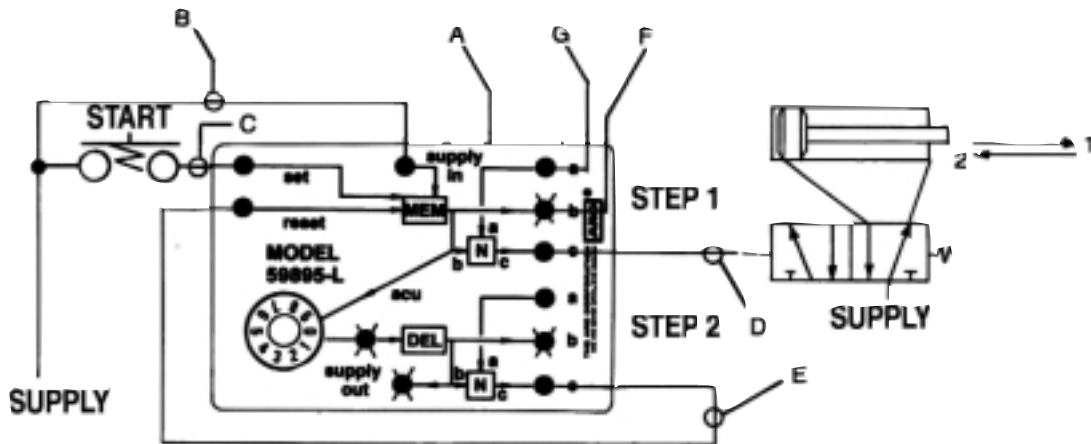 B
A
G
F
START
C
supply in
a
set
MEM
b
STEP 1
1
2
reset
a
N
b
c
c
MODEL
59895-L
acu
a
D
SUPPLY
STEP 2
DEL
b
supply out
a
b
N
c
c
E
SUPPLY